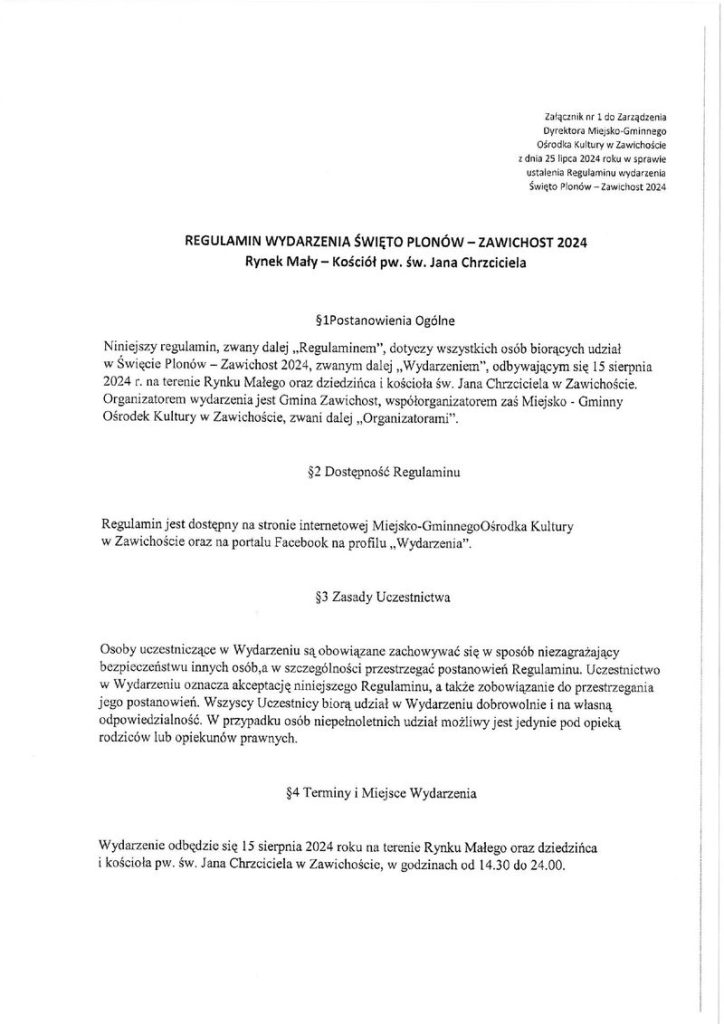 Załącznik nr 1 do Zarządzenia
Dyrektora Miejsko-Gminnego
Ośrodka Kultury w Zawichoście
z dnia 25 lipca 2024 roku w sprawie
ustalenia Regulaminu wydarzenia
Święto Plonów – Zawichost 2024
REGULAMIN WYDARZENIA ŚWIĘTO PLONÓW – ZAWICHOST 2024
Rynek Mały – Kościół pw. św. Jana Chrzciciela
§1Postanowienia Ogólne
Niniejszy regulamin, zwany dalej „Regulaminem”, dotyczy wszystkich osób biorących udział
w Święcie Plonów – Zawichost 2024, zwanym dalej „Wydarzeniem”, odbywającym się 15 sierpnia
2024 r. na terenie Rynku Małego oraz dziedzińca i kościoła św. Jana Chrzciciela w Zawichoście.
Organizatorem wydarzenia jest Gmina Zawichost, współorganizatorem zaś Miejsko - Gminny
Ośrodek Kultury w Zawichoście, zwani dalej „Organizatorami”.
§2 Dostępność Regulaminu
Regulamin jest dostępny na stronie internetowej Miejsko-GminnegoOśrodka Kultury
w Zawichoście oraz na portalu Facebook na profilu „Wydarzenia”.
§3 Zasady Uczestnictwa
Osoby uczestniczące w Wydarzeniu są obowiązane zachowywać się w sposób niezagrażający
bezpieczeństwu innych osób,a w szczególności przestrzegać postanowień Regulaminu. Uczestnictwo
w Wydarzeniu oznacza akceptację niniejszego Regulaminu, a także zobowiązanie do przestrzegania
jego postanowień. Wszyscy Uczestnicy biorą udział w Wydarzeniu dobrowolnie i na własną
odpowiedzialność. W przypadku osób niepełnoletnich udział możliwy jest jedynie pod opieką
rodziców lub opiekunów prawnych.
§4 Terminy i Miejsce Wydarzenia
Wydarzenie odbędzie się 15 sierpnia 2024 roku na terenie Rynku Małego oraz dziedzińca
i kościoła pw. św. Jana Chrzciciela w Zawichoście, w godzinach od 14.30 do 24.00.